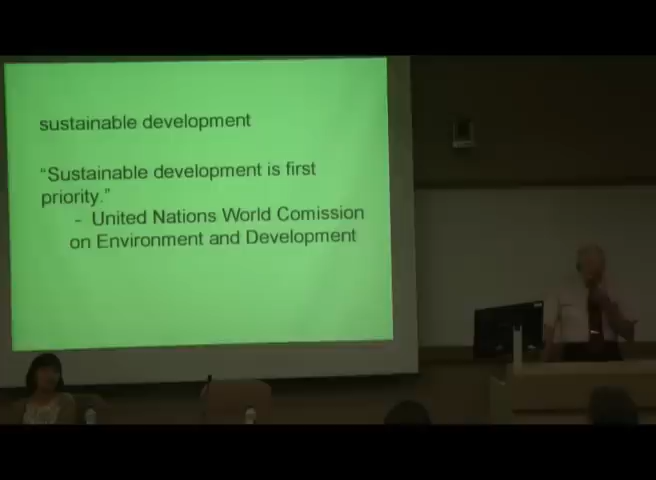 sustainable development
“Sustainable development is first
priority.”
- United Nations World Comission
on Environment and Development